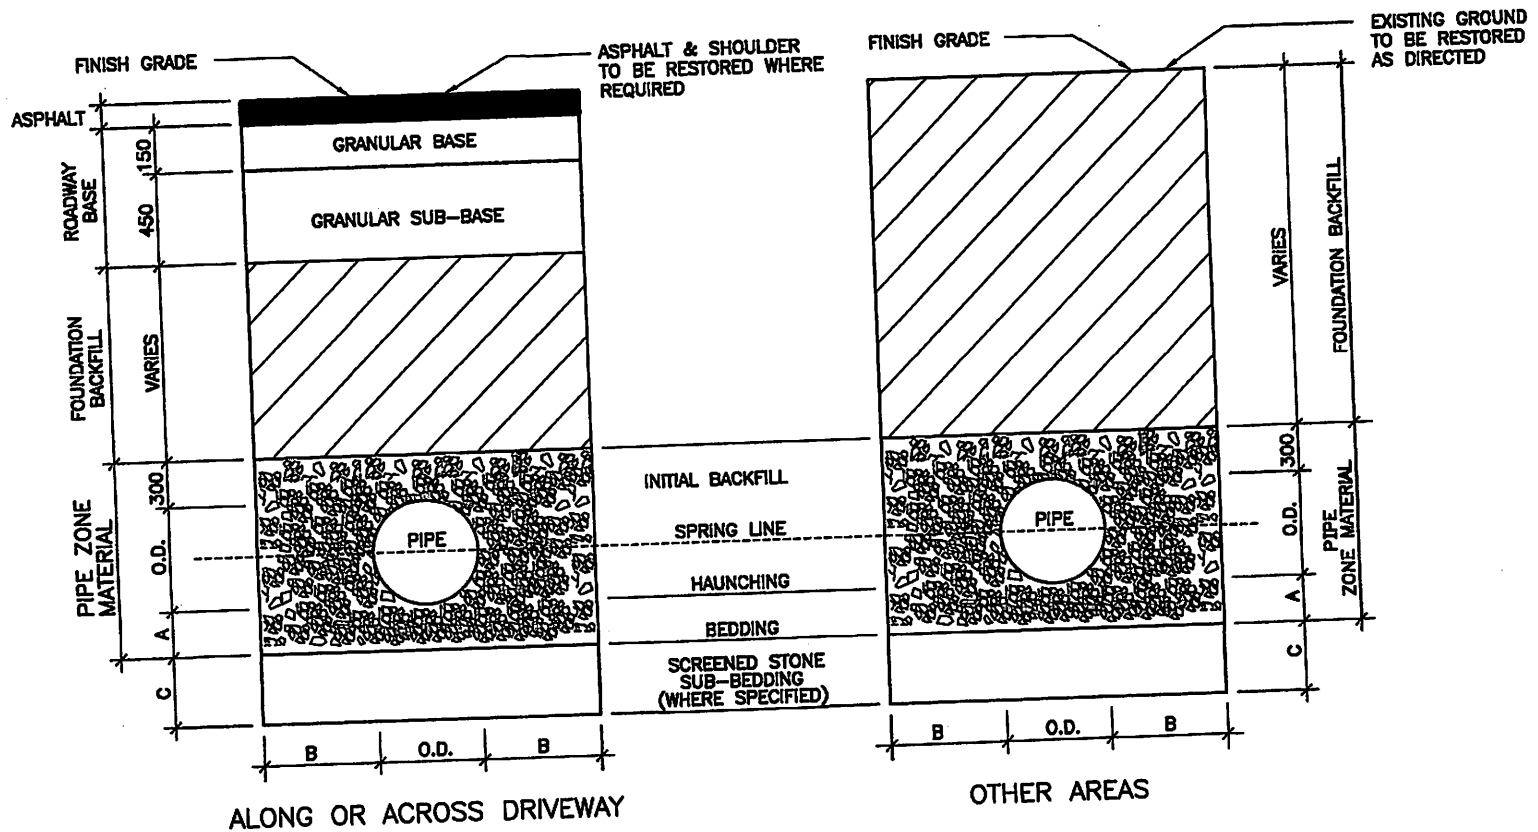 FINISH GRADE
ASPHALT & SHOULDER
TO BE RESTORED WHERE
REQUIRED
ASPHALT
ROADWAY
BASE
150
450
GRANULAR BASE
GRANULAR SUB-BASE
FOUNDATION
BACKFILL
VARIES
PIPE ZONE
MATERIAL
300
O.D.
A
C
PIPE
B
O.D.
B
ALONG OR ACROSS DRIVEWAY
INITIAL BACKFILL
SPRING LINE
HAUNCHING
BEDDING
SCREENED STONE
SUB-BEDDING
(WHERE SPECIFIED)
FINISH GRADE
EXISTING GROUND
TO BE RESTORED
AS DIRECTED
VARIES
FOUNDATION BACKFILL
300
O.D.
A
C
PIPE
ZONE MATERIAL
PIPE
B
O.D.
B
OTHER AREAS